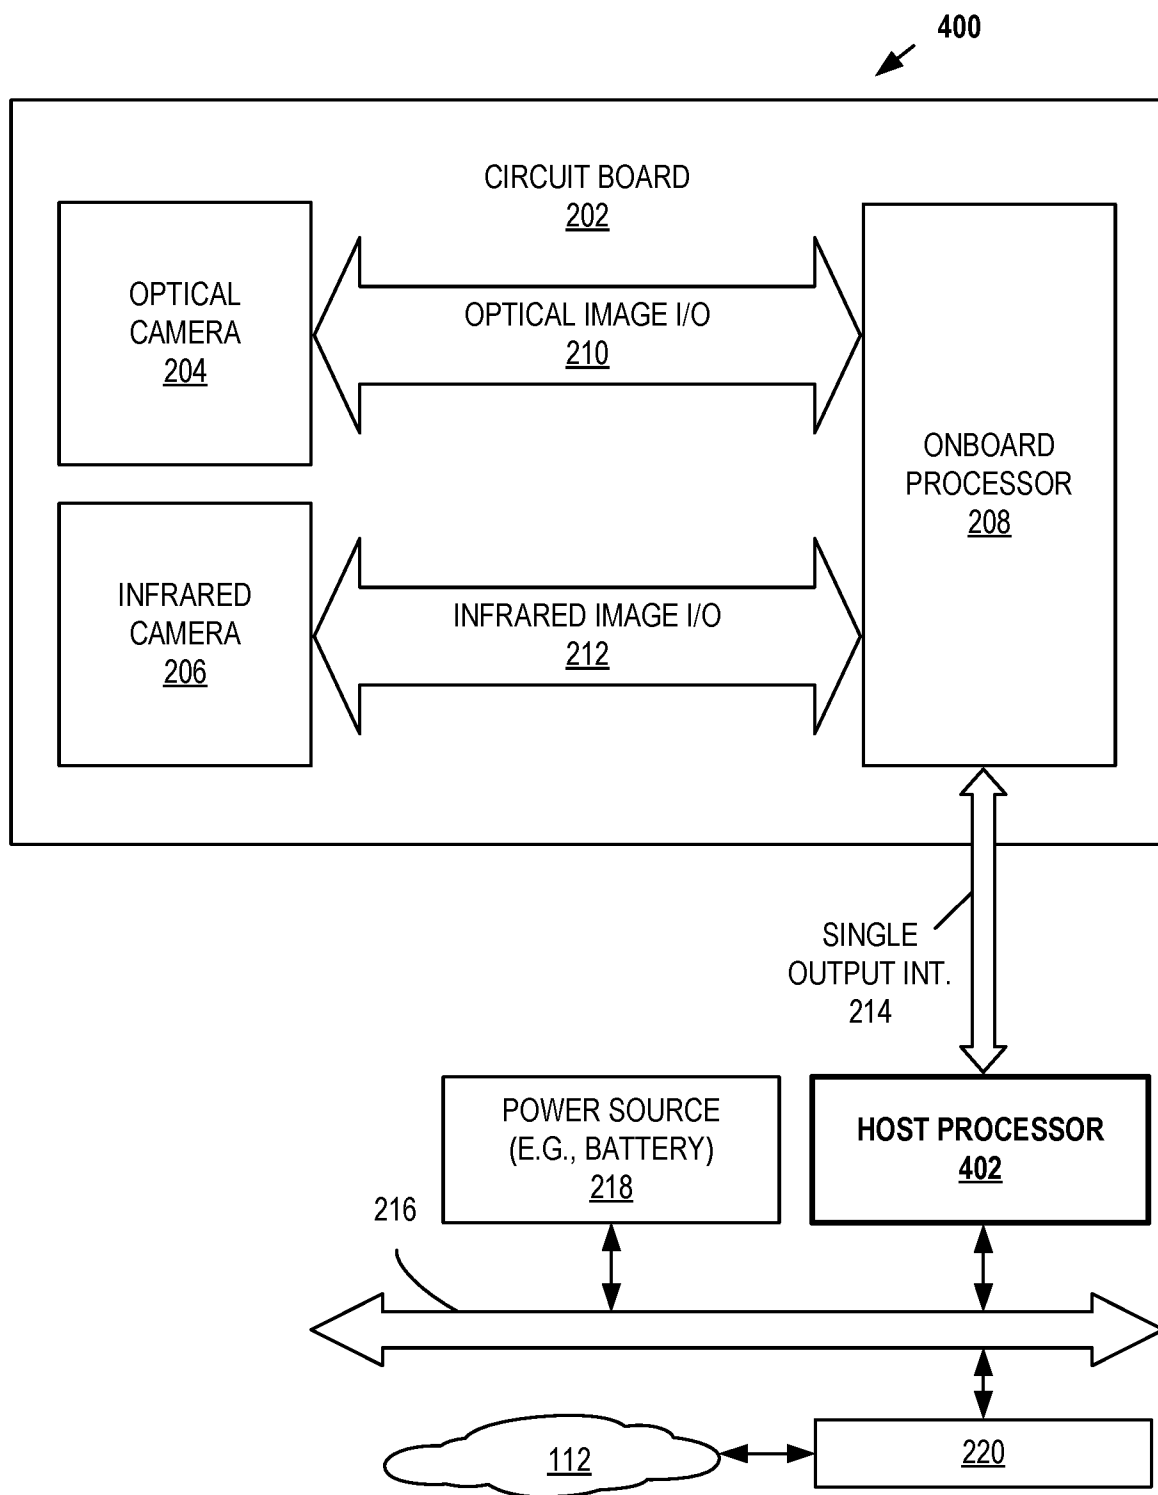 400
CIRCUIT BOARD
202
OPTICAL
CAMERA
204
OPTICAL IMAGE I/O
210
ONBOARD
PROCESSOR
208
INFRARED
CAMERA
206
INFRARED IMAGE I/O
212
SINGLE
OUTPUT INT.
214
POWER SOURCE
(E.G., BATTERY)
218
HOST PROCESSOR
402
216
112
220